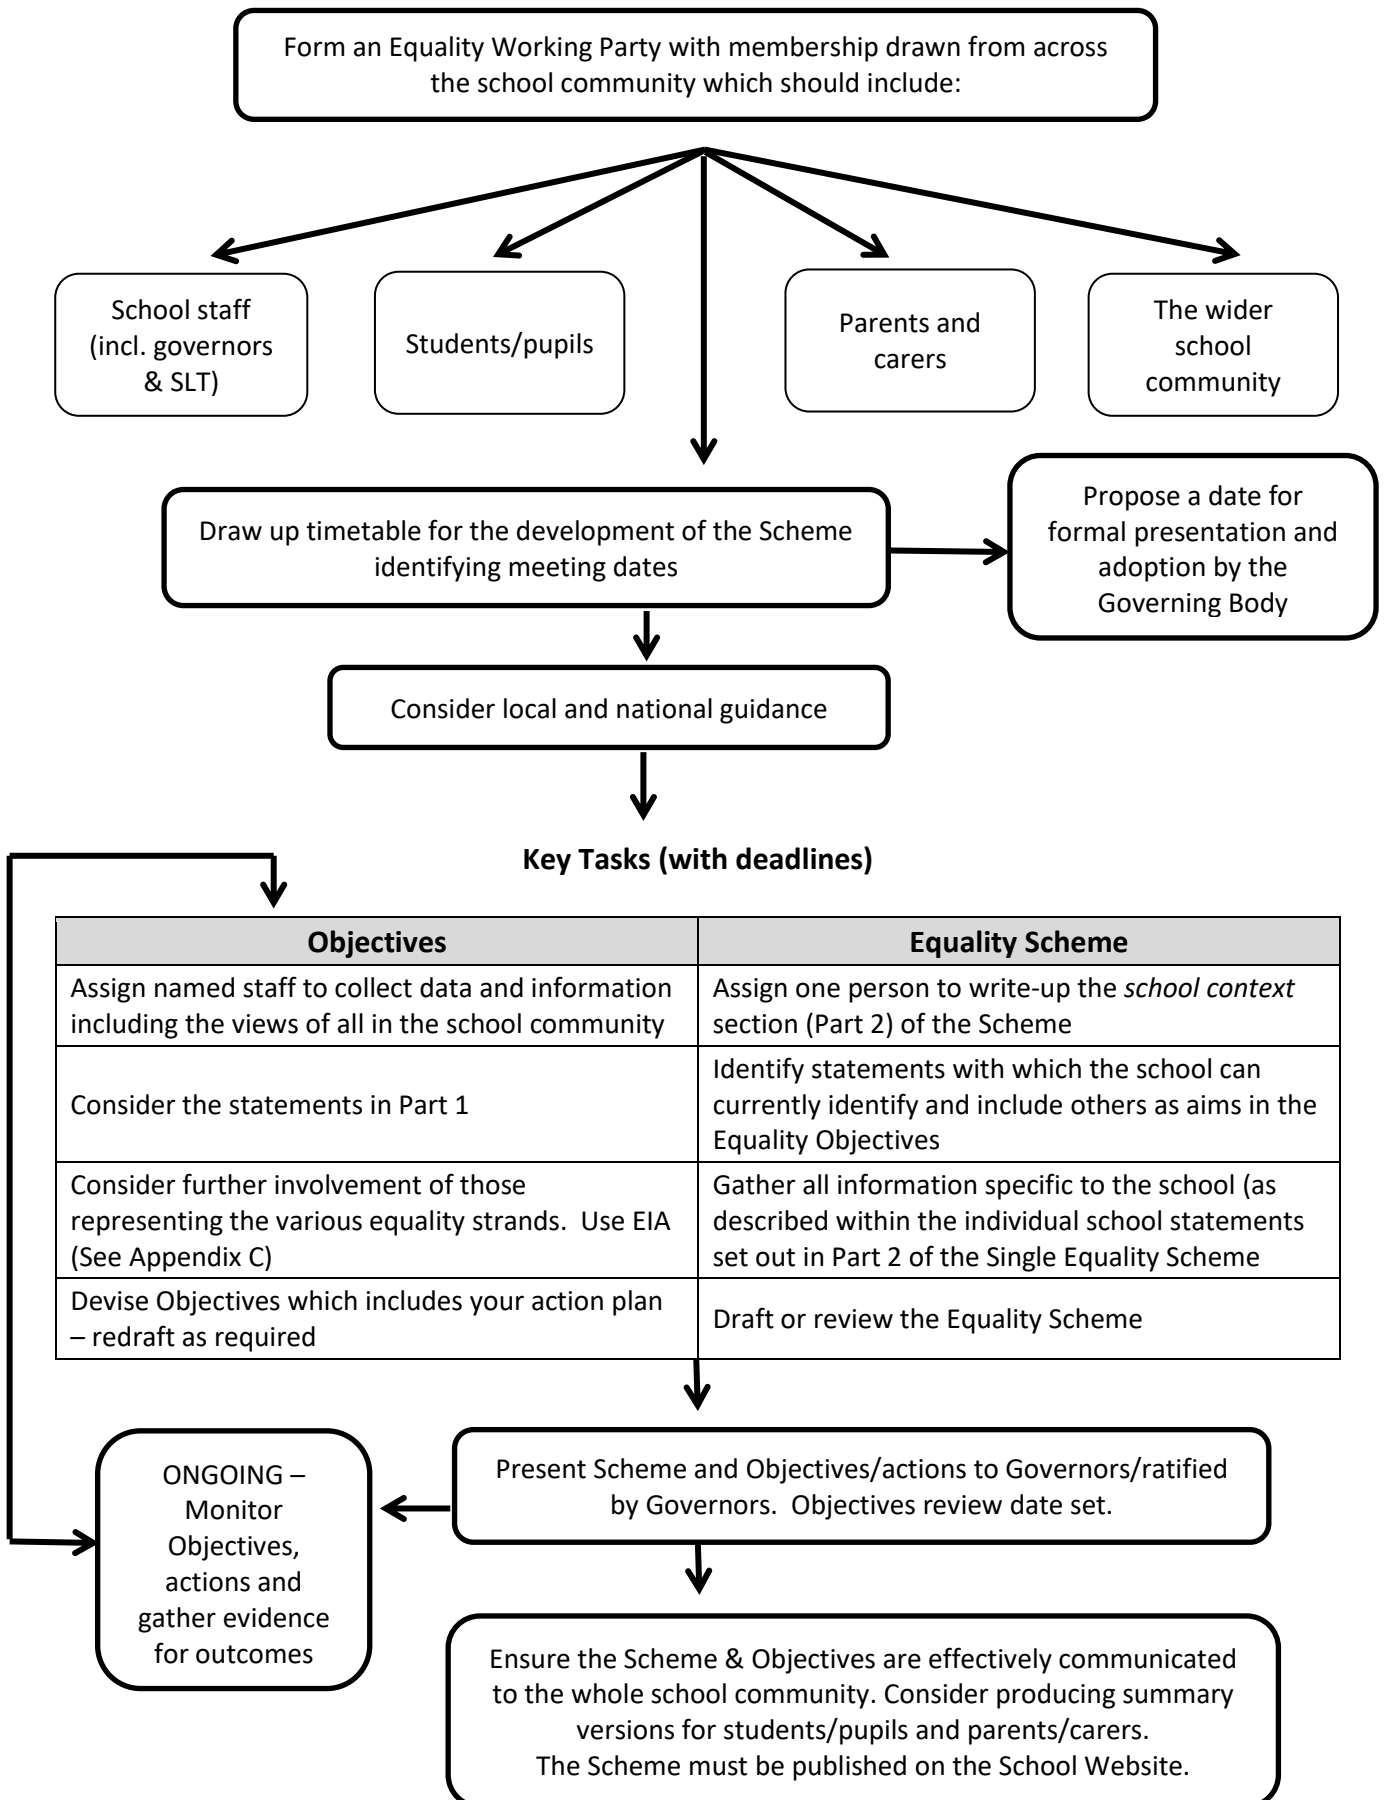 Form an Equality Working Party with membership drawn from across
the school community which should include:
School staff
(incl. governors
& SLT)
Students/pupils
Parents and
carers
The wider
school
community
Draw up timetable for the development of the Scheme
identifying meeting dates
Propose a date for
formal presentation and
adoption by the
Governing Body
Consider local and national guidance
Key Tasks (with deadlines)
Objectives
Equality Scheme
Assign named staff to collect data and information
including the views of all in the school community
Assign one person to write-up the school context
section (Part 2) of the Scheme
Consider the statements in Part 1
Identify statements with which the school can
currently identify and include others as aims in the
Equality Objectives
Consider further involvement of those
representing the various equality strands.  Use EIA
(See Appendix C)
Gather all information specific to the school (as
described within the individual school statements
set out in Part 2 of the Single Equality Scheme
Devise Objectives which includes your action plan
– redraft as required
Draft or review the Equality Scheme
ONGOING –
Monitor
Objectives,
actions and
gather evidence
for outcomes
Present Scheme and Objectives/actions to Governors/ratified
by Governors.  Objectives review date set.
Ensure the Scheme & Objectives are effectively communicated
to the whole school community. Consider producing summary
versions for students/pupils and parents/carers.
The Scheme must be published on the School Website.